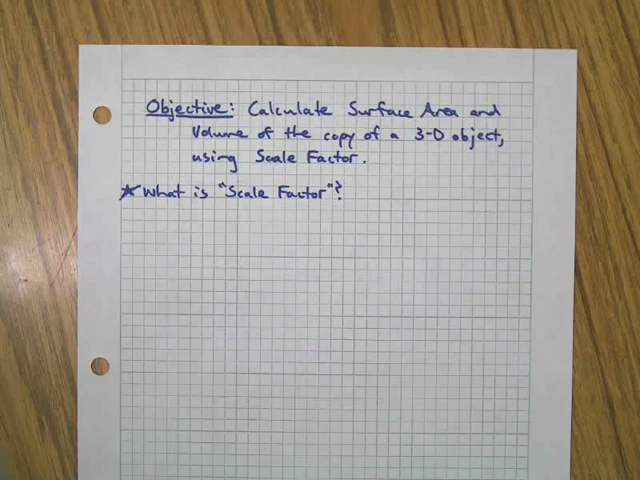 Objective: Calculate Surface Area and
Volume of the copy of a 3-D object,
using Scale Factor.
★ What is "Scale Factor"?